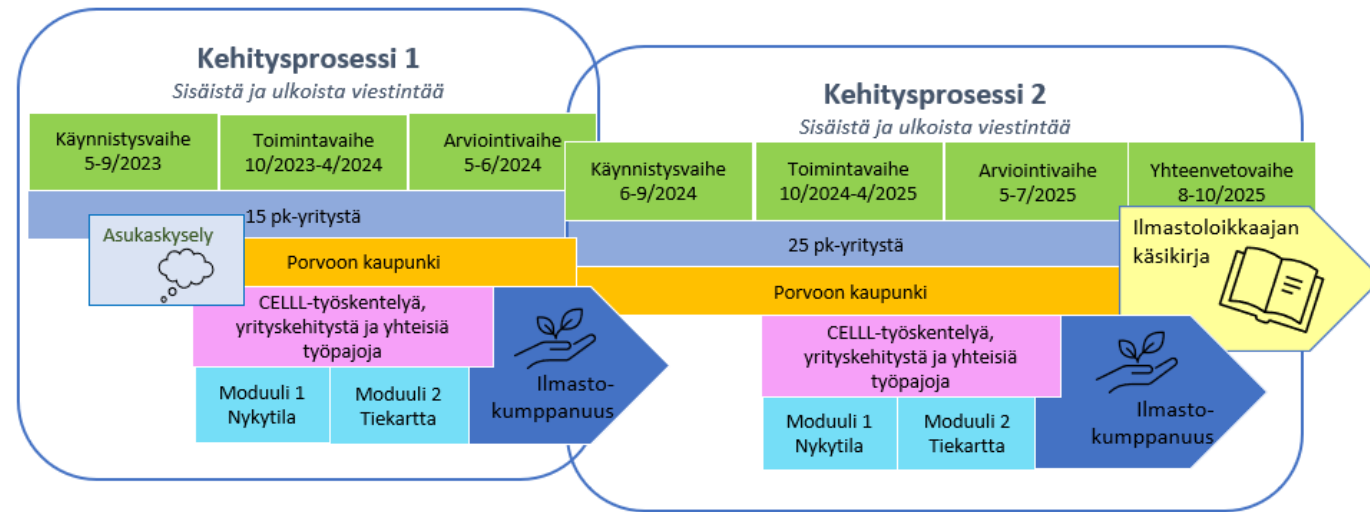 Kehitysprosessi 1
Sisäistä ja ulkoista viestintää
Käynnistysvaihe
5-9/2023
Toimintavaihe
10/2023-4/2024
Arviointivaihe
5-6/2024
15 pk-yritystä
Asukaskysely
Porvoon kaupunki
CELLL-työskentelyä,
yrityskehitystä ja yhteisiä
työpajoja
Moduuli 1
Nykytila
Moduuli 2
Tiekartta
Ilmasto-
kumppanuus
Kehitysprosessi 2
Sisäistä ja ulkoista viestintää
Käynnistysvaihe
6-9/2024
Toimintavaihe
10/2024-4/2025
Arviointivaihe
5-7/2025
Yhteenvetovaihe
8-10/2025
25 pk-yritystä
Porvoon kaupunki
Ilmastoloikkaajan
käsikirja
CELLL-työskentelyä,
yrityskehitystä ja yhteisiä
työpajoja
Moduuli 1
Nykytila
Moduuli 2
Tiekartta
Ilmasto-
kumppanuus